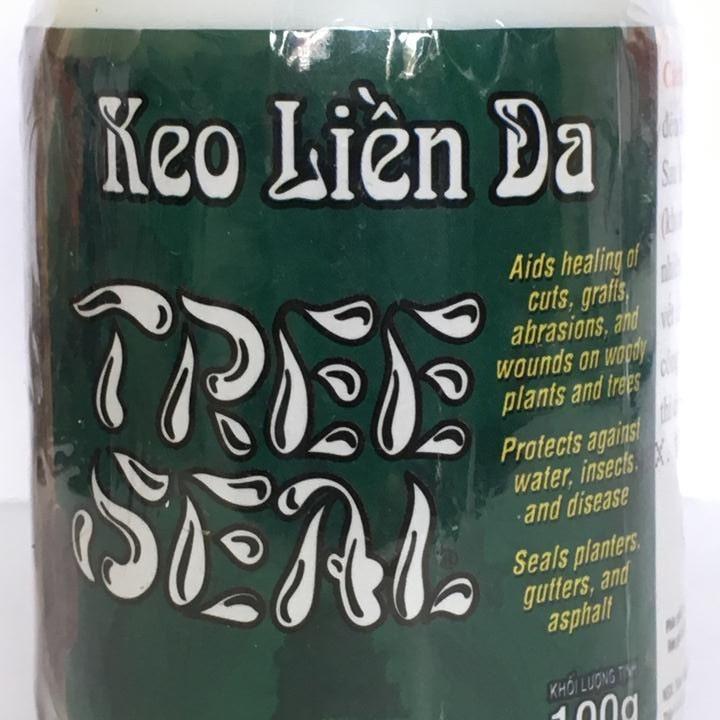 Keo Liền Da
TREE
SEAL
Aids healing of
cuts, grafts,
abrasions, and
wounds on woody
plants and trees
Protects against
water, insects,
and disease
Seals planters,
gutters, and
asphalt
KHỐI LƯỢNG TỊNH
100g